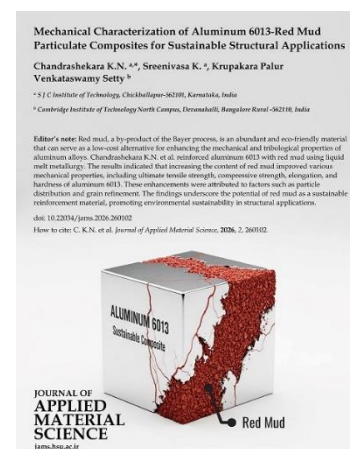 Mechanical Characterization of Aluminum 6013-Red Mud
Particulate Composites for Sustainable Structural Applications
Chandrashekara K.N. a,*, Sreenivasa K. a, Krupakara Palur
Venkataswamy Setty b
a S J C Institute of Technology, Chickballapur-562101, Karnataka, India
b Cambridge Institute of Technology North Campus, Devanahalli, Bangalore Rural -562110, India
Editor's note: Red mud, a by-product of the Bayer process, is an abundant and eco-friendly material
that can serve as a low-cost alternative for enhancing the mechanical and tribological properties of
aluminum alloys. Chandrashekara K.N. et al. reinforced aluminum 6013 with red mud using liquid
melt metallurgy. The results indicated that increasing the content of red mud improved various
mechanical properties, including ultimate tensile strength, compressive strength, elongation, and
hardness of aluminum 6013. These enhancements were attributed to factors such as particle
distribution and grain refinement. The findings underscore the potential of red mud as a sustainable
reinforcement material, promoting environmental sustainability in structural applications.
doi: 10.22034/jams.2026.260102
How to cite: C. K.N. et al. Journal of Applied Material Science, 2026, 2, 260102.
ALUMINUM 6013
Sustainable Composite
Red Mud
JOURNAL OF
APPLIED
MATERIAL
SCIENCE
jams.hsu.ac.ir